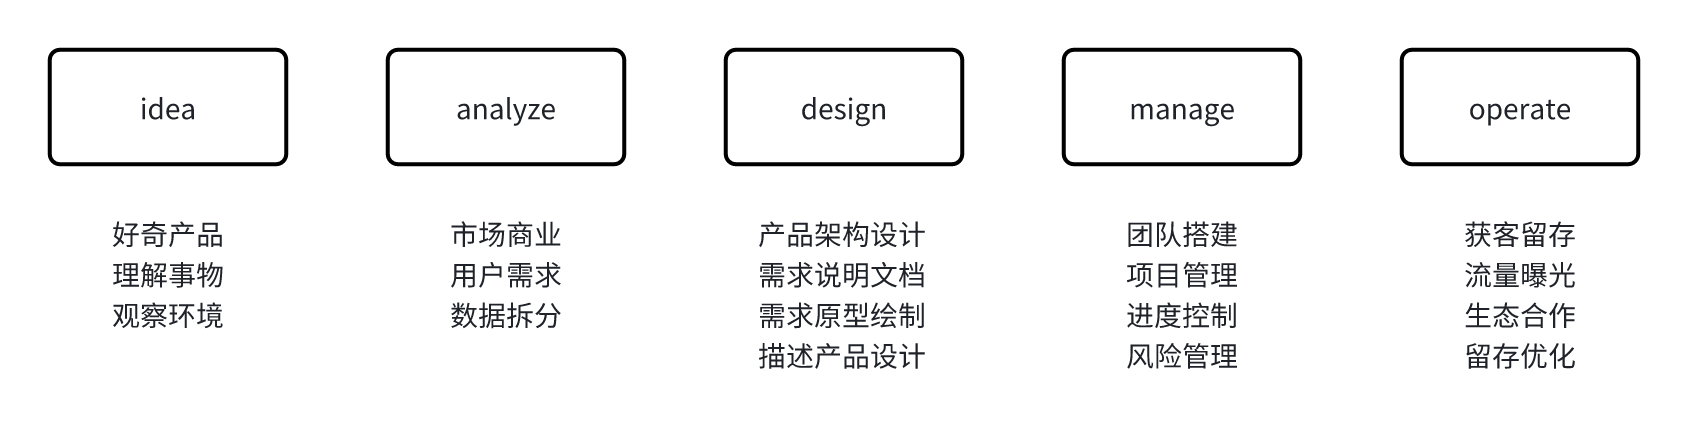 idea
好奇产品
理解事物
观察环境
analyze
市场商业
用户需求
数据拆分
design
产品架构设计
需求说明文档
需求原型绘制
描述产品设计
manage
团队搭建
项目管理
进度控制
风险管理
operate
获客留存
流量曝光
生态合作
留存优化